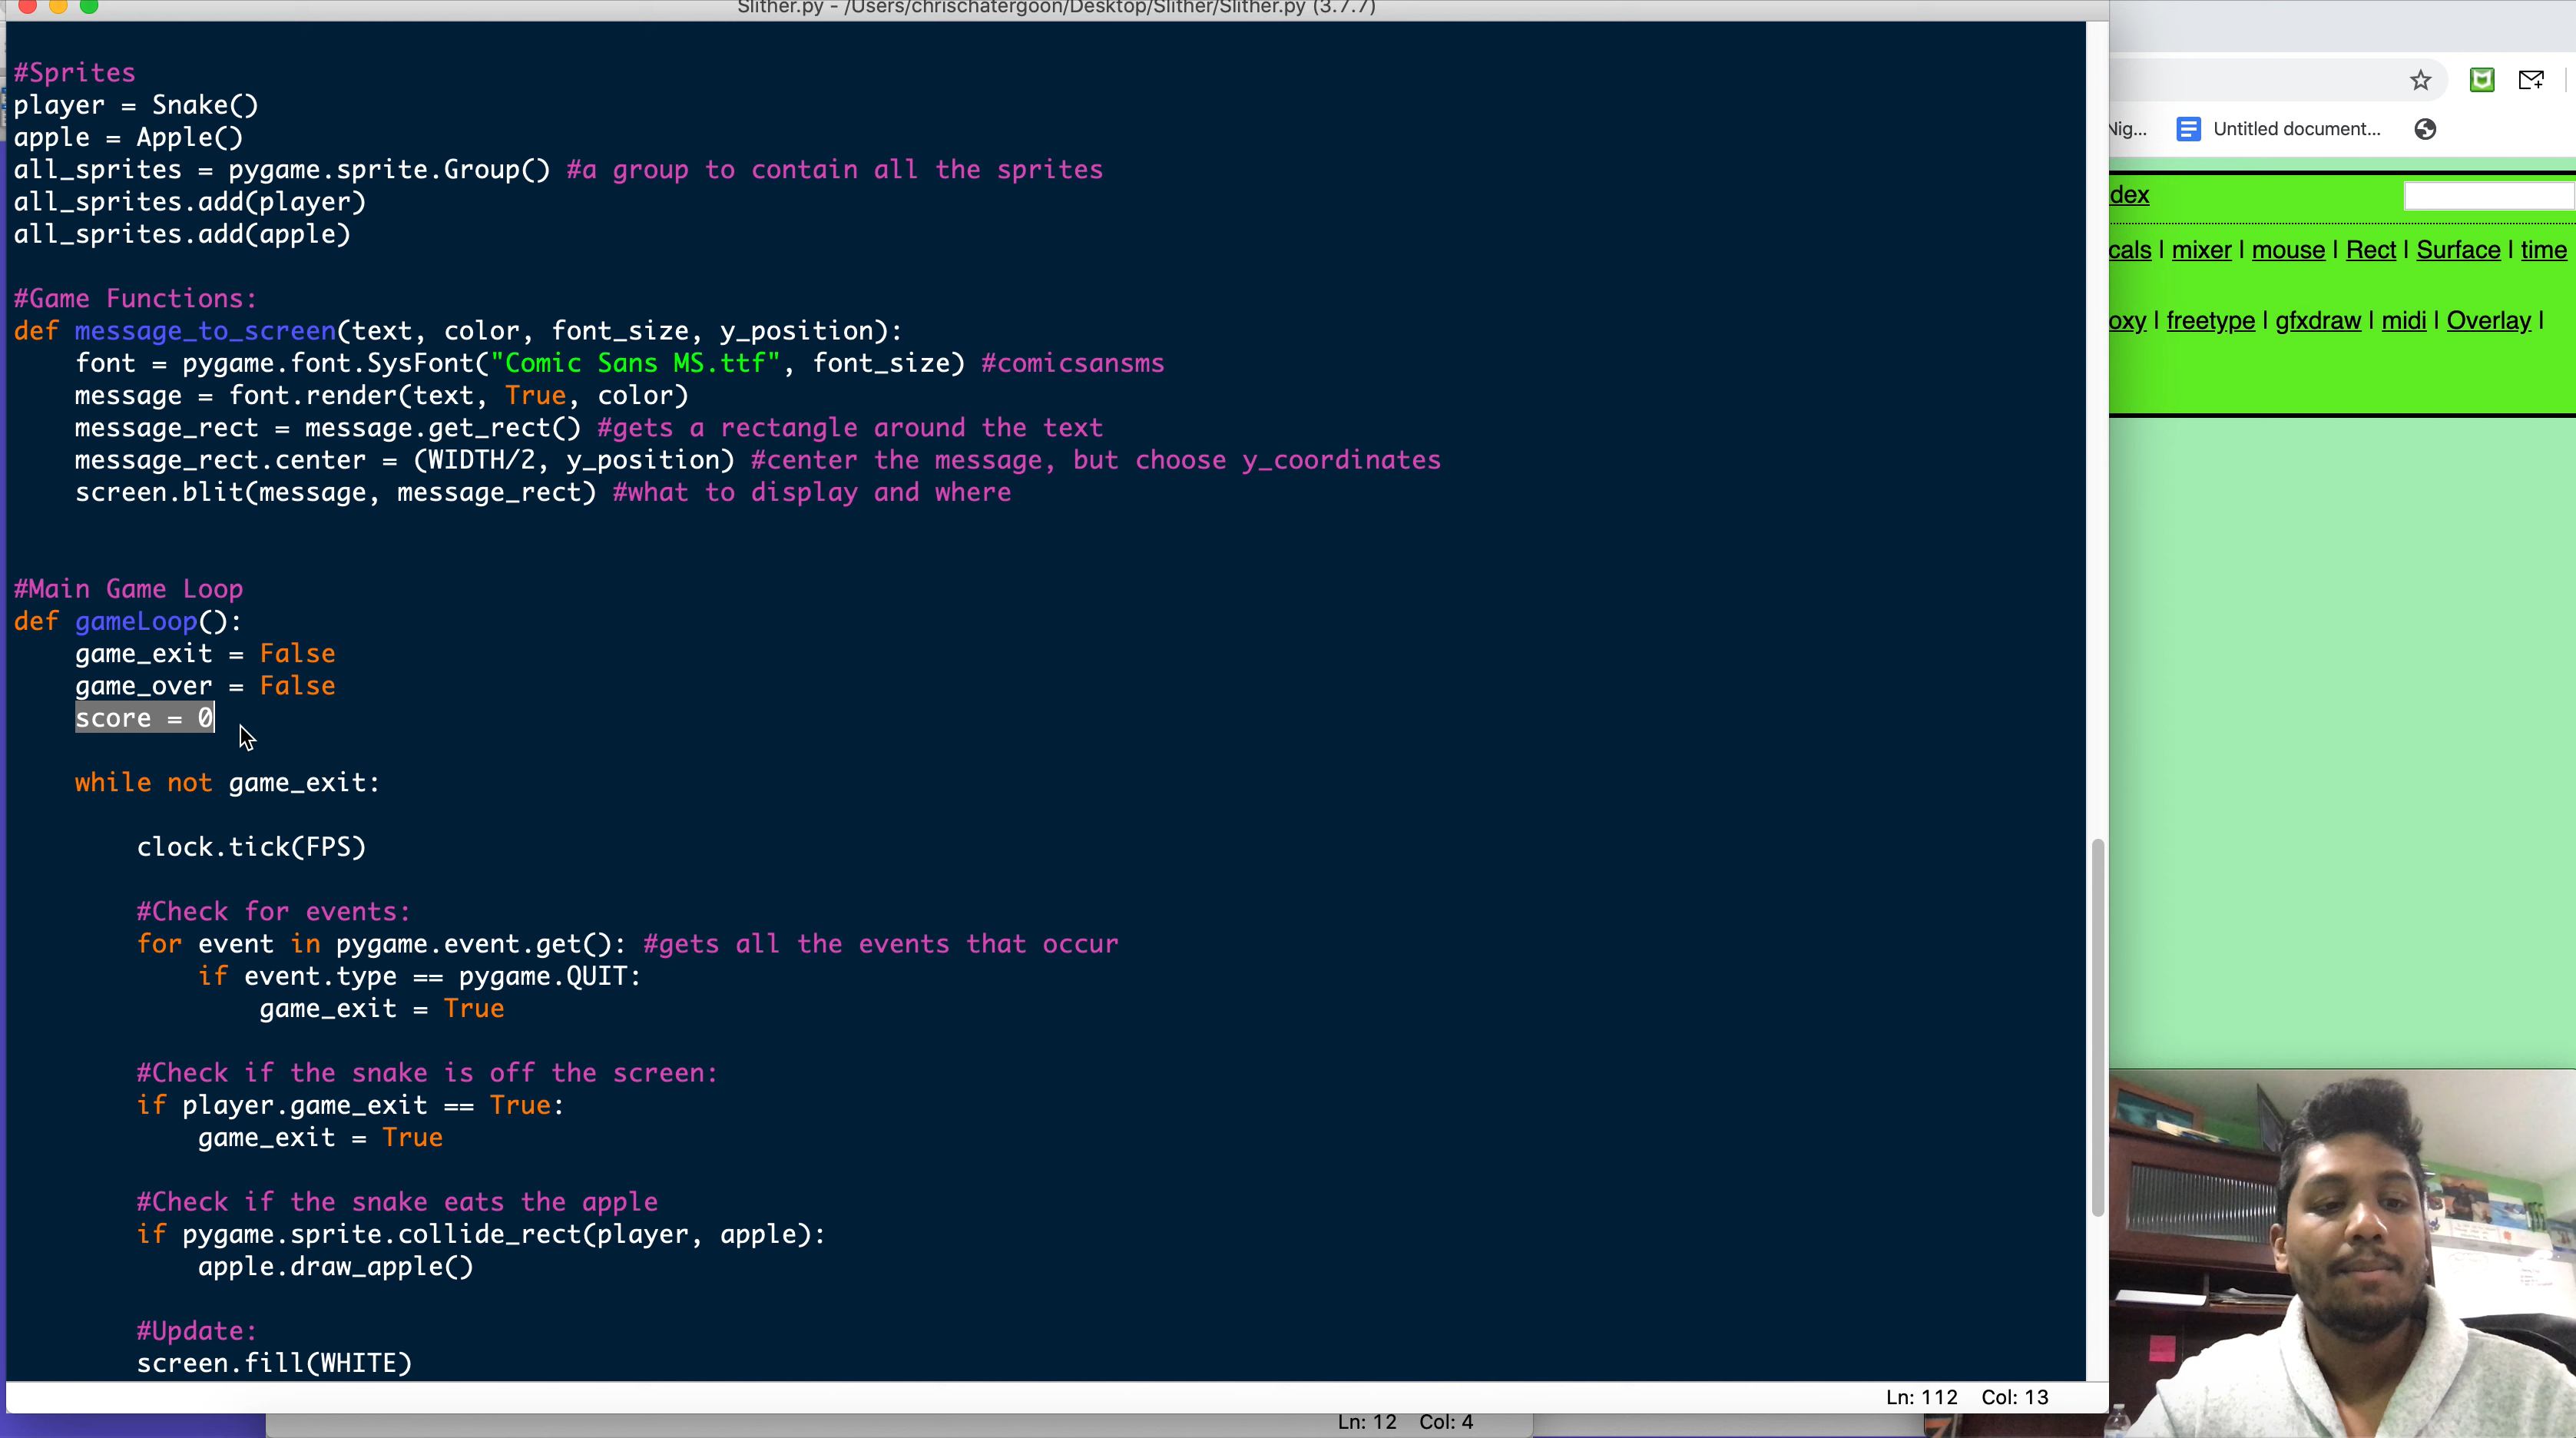 Slither.py - /Users/chrischatergoon/Desktop/Slither/Slither.py (3.7.7)
#Sprites
player = Snake()
apple = Apple()
all_sprites = pygame.sprite.Group() #a group to contain all the sprites
all_sprites.add(player)
all_sprites.add(apple)
#Game Functions:
def message_to_screen(text, color, font_size, y_position):
font = pygame.font.SysFont("Comic Sans MS.ttf", font_size) #comicsansms
message = font.render(text, True, color)
message_rect = message.get_rect() #gets a rectangle around the text
message_rect.center = (WIDTH/2, y_position) #center the message, but choose y_coordinates
screen.blit(message, message_rect) #what to display and where
#Main Game Loop
def gameLoop():
game_exit = False
game_over = False
score = 0
while not game_exit:
clock.tick(FPS)
#Check for events:
for event in pygame.event.get(): #gets all the events that occur
if event.type == pygame.QUIT:
game_exit = True
#Check if the snake is off the screen:
if player.game_exit == True:
game_exit = True
#Check if the snake eats the apple
if pygame.sprite.collide_rect(player, apple):
apple.draw_apple()
#Update:
screen.fill(WHITE)
Ln: 112 Col: 13
Ln: 12 Col: 4
Nig... Untitled document...
dex
cals | mixer | mouse | Rect | Surface | time
oxy | freetype | gfxdraw | midi | Overlay |